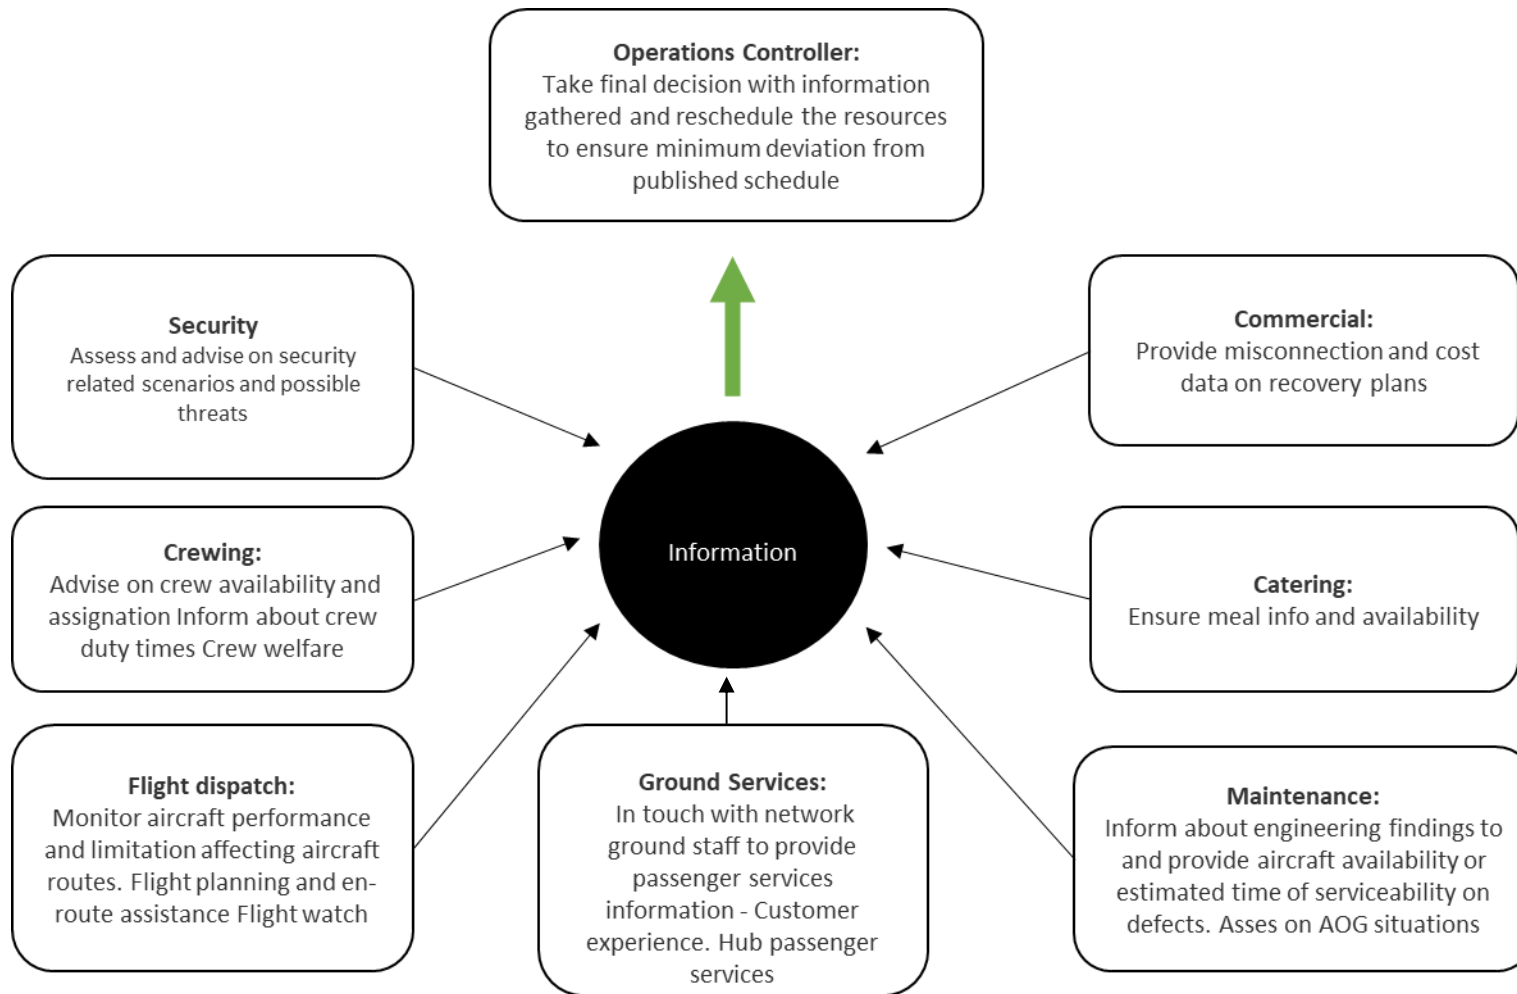 Operations Controller:
Take final decision with information
gathered and reschedule the resources
to ensure minimum deviation from
published schedule
Security
Assess and advise on security
related scenarios and possible
threats
Commercial:
Provide misconnection and cost
data on recovery plans
Information
Crewing:
Advise on crew availability and
assignation Inform about crew
duty times Crew welfare
Catering:
Ensure meal info and availability
Flight dispatch:
Monitor aircraft performance
and limitation affecting aircraft
routes. Flight planning and en-
route assistance Flight watch
Ground Services:
In touch with network
ground staff to provide
passenger services
information - Customer
experience. Hub passenger
services
Maintenance:
Inform about engineering findings to
and provide aircraft availability or
estimated time of serviceability on
defects. Asses on AOG situations